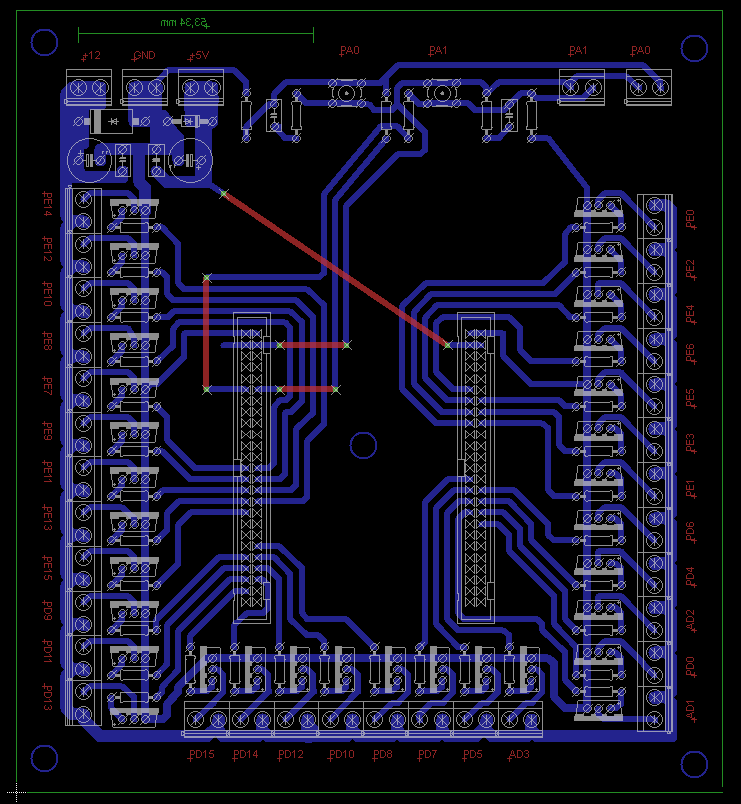 53,34 mm
+12
GND
+5V
PA0
PA1
PA1
PA0
PE14
PE12
PE10
PE8
PE7
PE9
PE11
PE13
PE15
PD9
PD11
PD13
PE0
PE2
PE4
PE6
PE5
PE3
PE1
PD6
PD4
AD2
PD0
AD1
PD15
PD14
PD12
PD10
PD8
PD7
PD5
AD3